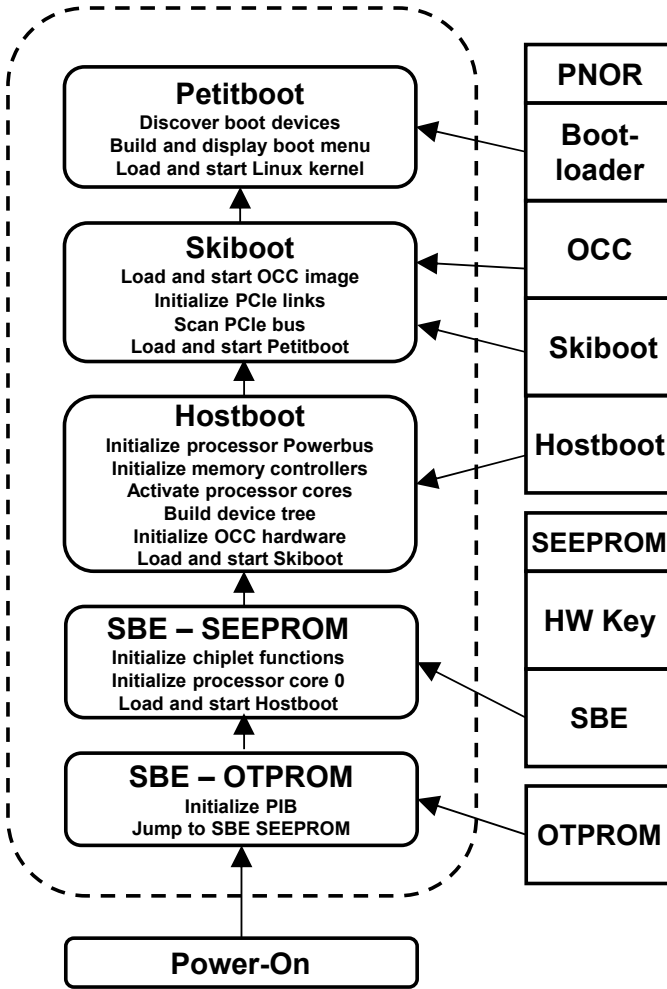 Petitboot
Discover boot devices
Build and display boot menu
Load and start Linux kernel
Skiboot
Load and start OCC image
Initialize PCIe links
Scan PCIe bus
Load and start Petitboot
Hostboot
Initialize processor Powerbus
Initialize memory controllers
Activate processor cores
Build device tree
Initialize OCC hardware
Load and start Skiboot
SBE – SEEPROM
Initialize chiplet functions
Initialize processor core 0
Load and start Hostboot
SBE – OTPROM
Initialize PIB
Jump to SBE SEEPROM
Power-On
PNOR
Boot-
loader
OCC
Skiboot
Hostboot
SEEPROM
HW Key
SBE
OTPROM